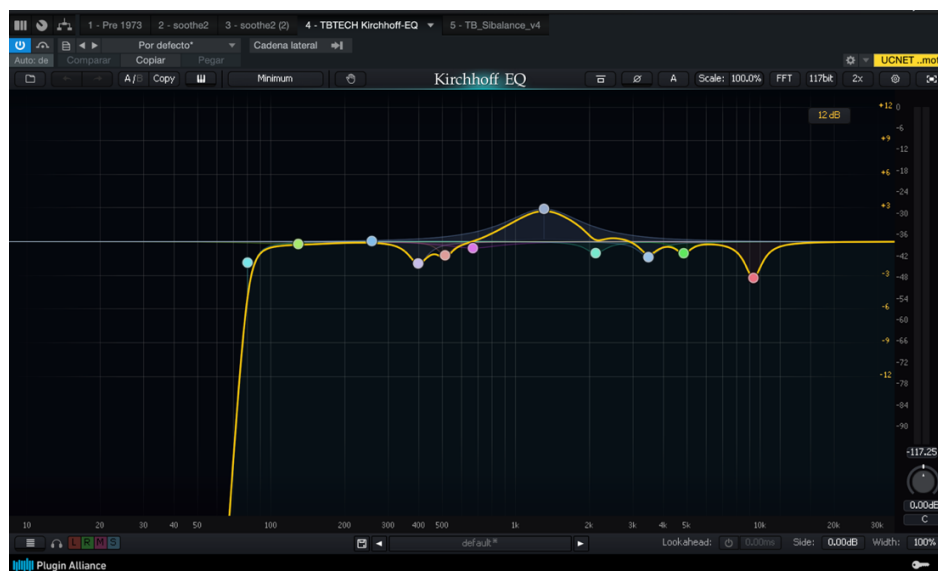 1 - Pre 1973 2 - soothe2 3 - soothe2 (2) 4 - TBTECH Kirchhoff-EQ 5 - TB_Sibalance_v4
Por defecto* Cadena lateral
Auto: de Comparar Copiar Pegar UCNET ..mot
A/B Copy Minimum Kirchhoff EQ A Scale: 100.0% FFT 117bit 2x
12 dB
+12 0
-6
+9
-12
+6 -18
-24
+3 -30
-36
-42
-3 -48
-54
-6
-60
-9 -66
-72
-12
-78
-84
-90
-117.25
0.00dB
C
10 20 30 40 50 100 200 300 400 500 1k 2k 3k 4k 5k 10k 20k 30k
L R M S default* Lookahead: 0.00ms Side: 0.00dB Width: 100%
Plugin Alliance